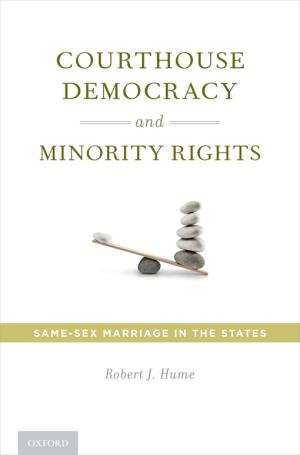 COURTHOUSE
DEMOCRACY
and
MINORITY RIGHTS
SAME-SEX MARRIAGE IN THE STATES
Robert J. Hume
OXFORD